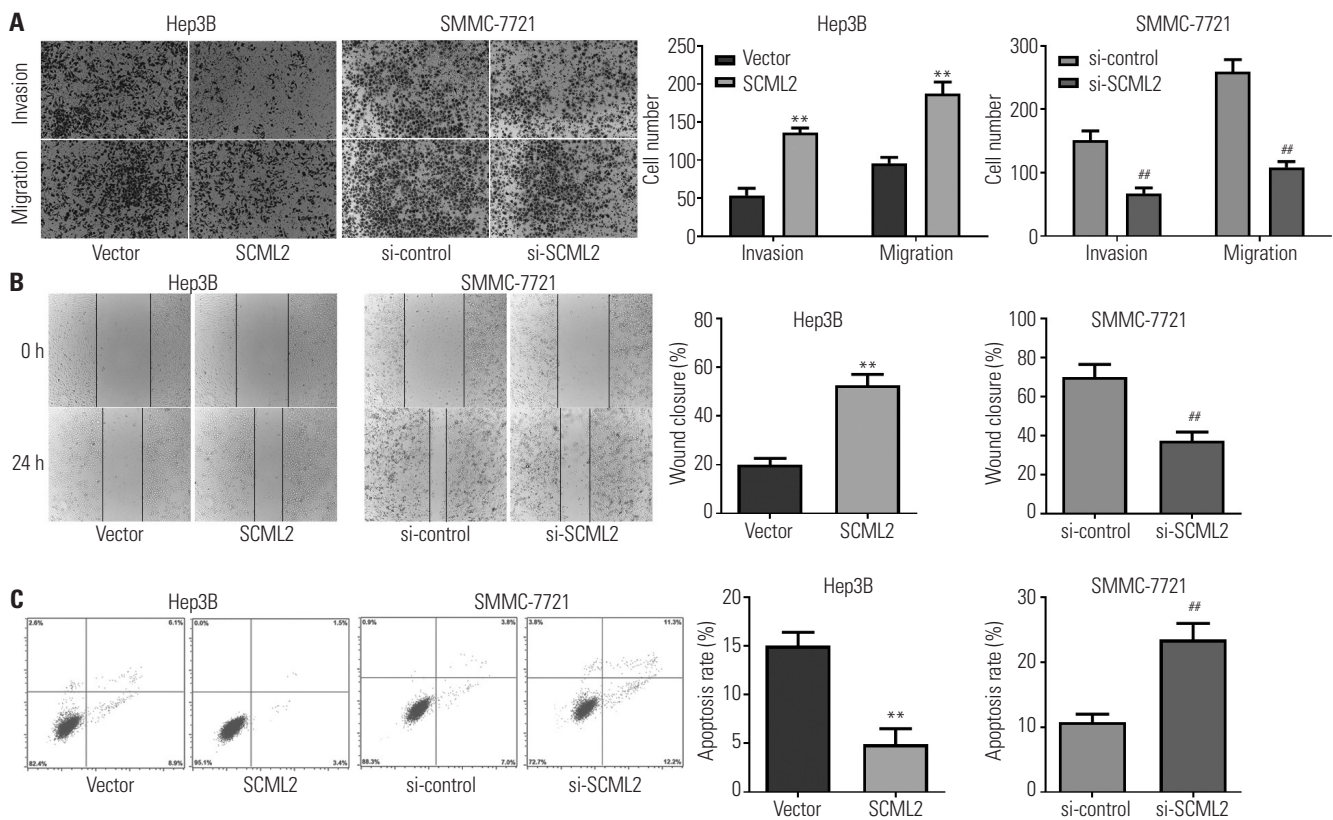 A
Hep3B
SMMC-7721
Invasion
Migration
Vector
SCML2
si-control
si-SCML2
Hep3B
Vector
SCML2
Cell number
250
200
150
100
50
0
**
**
Invasion
Migration
SMMC-7721
si-control
si-SCML2
Cell number
300
200
100
0
##
##
Invasion
Migration
B
Hep3B
SMMC-7721
0 h
24 h
Vector
SCML2
si-control
si-SCML2
Hep3B
Wound closure (%)
80
60
40
20
0
**
Vector
SCML2
SMMC-7721
Wound closure (%)
100
80
60
40
20
0
##
si-control
si-SCML2
C
Hep3B
SMMC-7721
2.6%
6.1%
82.4%
8.9%
Vector
0.0%
1.5%
95.1%
3.4%
SCML2
0.9%
3.8%
88.3%
7.0%
si-control
3.8%
11.3%
72.7%
12.2%
si-SCML2
Hep3B
Apoptosis rate (%)
20
15
10
5
0
**
Vector
SCML2
SMMC-7721
Apoptosis rate (%)
30
20
10
0
##
si-control
si-SCML2